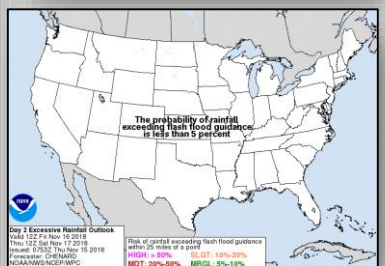 The probability of rainfall
exceeding flash flood guidance
is less than 5 percent
NOAA
Day 2 Excessive Rainfall Outlook
Valid 12Z Fri Nov 16 2018
Thru 12Z Sat Nov 17 2018
Issued: 0753Z Thu Nov 15 2018
Forecaster: CHENARD
NOAA/NWS/NCEP/WPC
Risk of rainfall exceeding flash flood guidance
within 25 miles of a point
HIGH: > 50% SLGT: 10%-20%
MDT: 20%-50% MRGL: 5%-10%